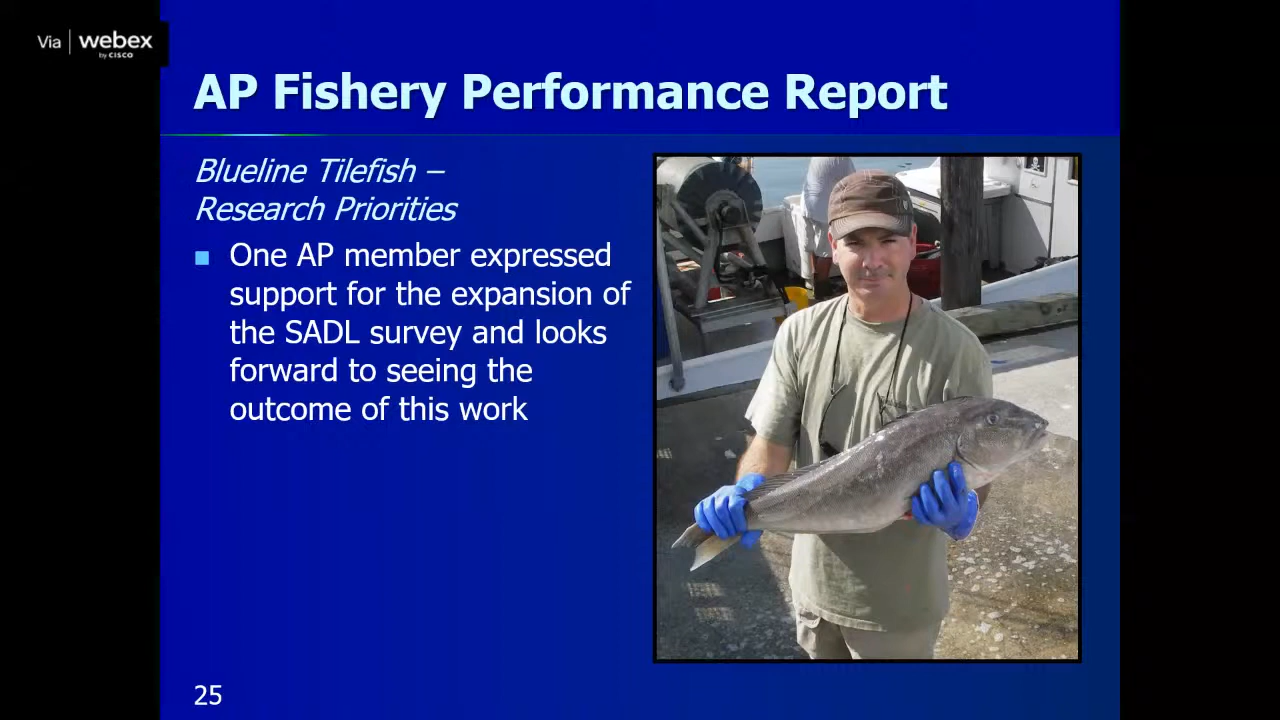 Via webex
by CISCO
AP Fishery Performance Report
Blueline Tilefish –
Research Priorities
One AP member expressed
support for the expansion of
the SADL survey and looks
forward to seeing the
outcome of this work
25